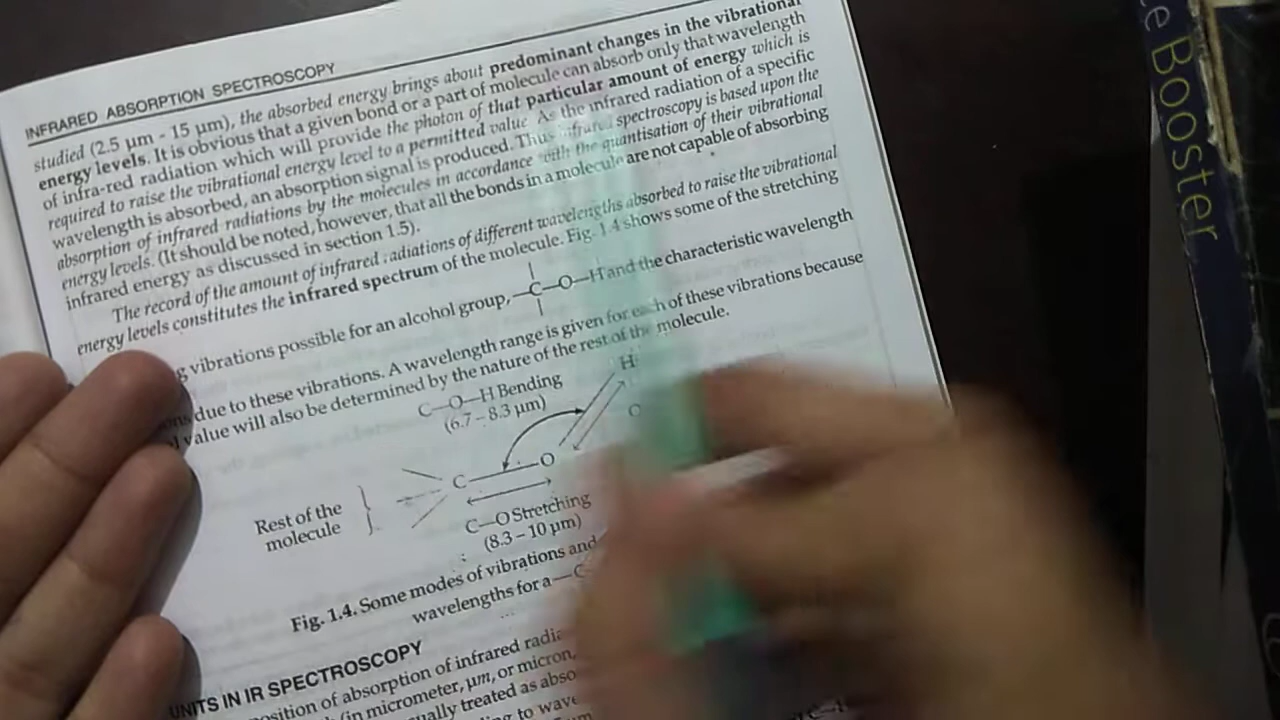 INFRARED ABSORPTION SPECTROSCOPY
studied (2.5 µm - 15 µm), the absorbed energy brings about predominant changes in the vibrational
energy levels. It is obvious that a given bond or a part of molecule can absorb only that wavelength
of infra-red radiation which will provide the photon of that particular amount of energy which is
required to raise the vibrational energy level to a permitted value. As the infrared radiation of a specific
wavelength is absorbed, an absorption signal is produced. Thus infrared spectroscopy is based upon the
absorption of infrared radiations by the molecules in accordance with the quantisation of their vibrational
energy levels. (It should be noted, however, that all the bonds in a molecule are not capable of absorbing
infrared energy as discussed in section 1.5).
The record of the amount of infrared radiations of different wavelengths absorbed to raise the vibrational
energy levels constitutes the infrared spectrum of the molecule. Fig. 1.4 shows some of the stretching
vibrations possible for an alcohol group, —C—O—H and the characteristic wavelength
due to these vibrations. A wavelength range is given for each of these vibrations because
value will also be determined by the nature of the rest of the molecule.
C—O—H Bending
(6.7 – 8.3 µm)
H
O
C
O
Rest of the
molecule
C—O Stretching
(8.3 – 10 µm)
Fig. 1.4. Some modes of vibrations and
wavelengths for a —C
UNITS IN IR SPECTROSCOPY
position of absorption of infrared
(in micrometer, µm, or micron,
treated as
to
e Booster